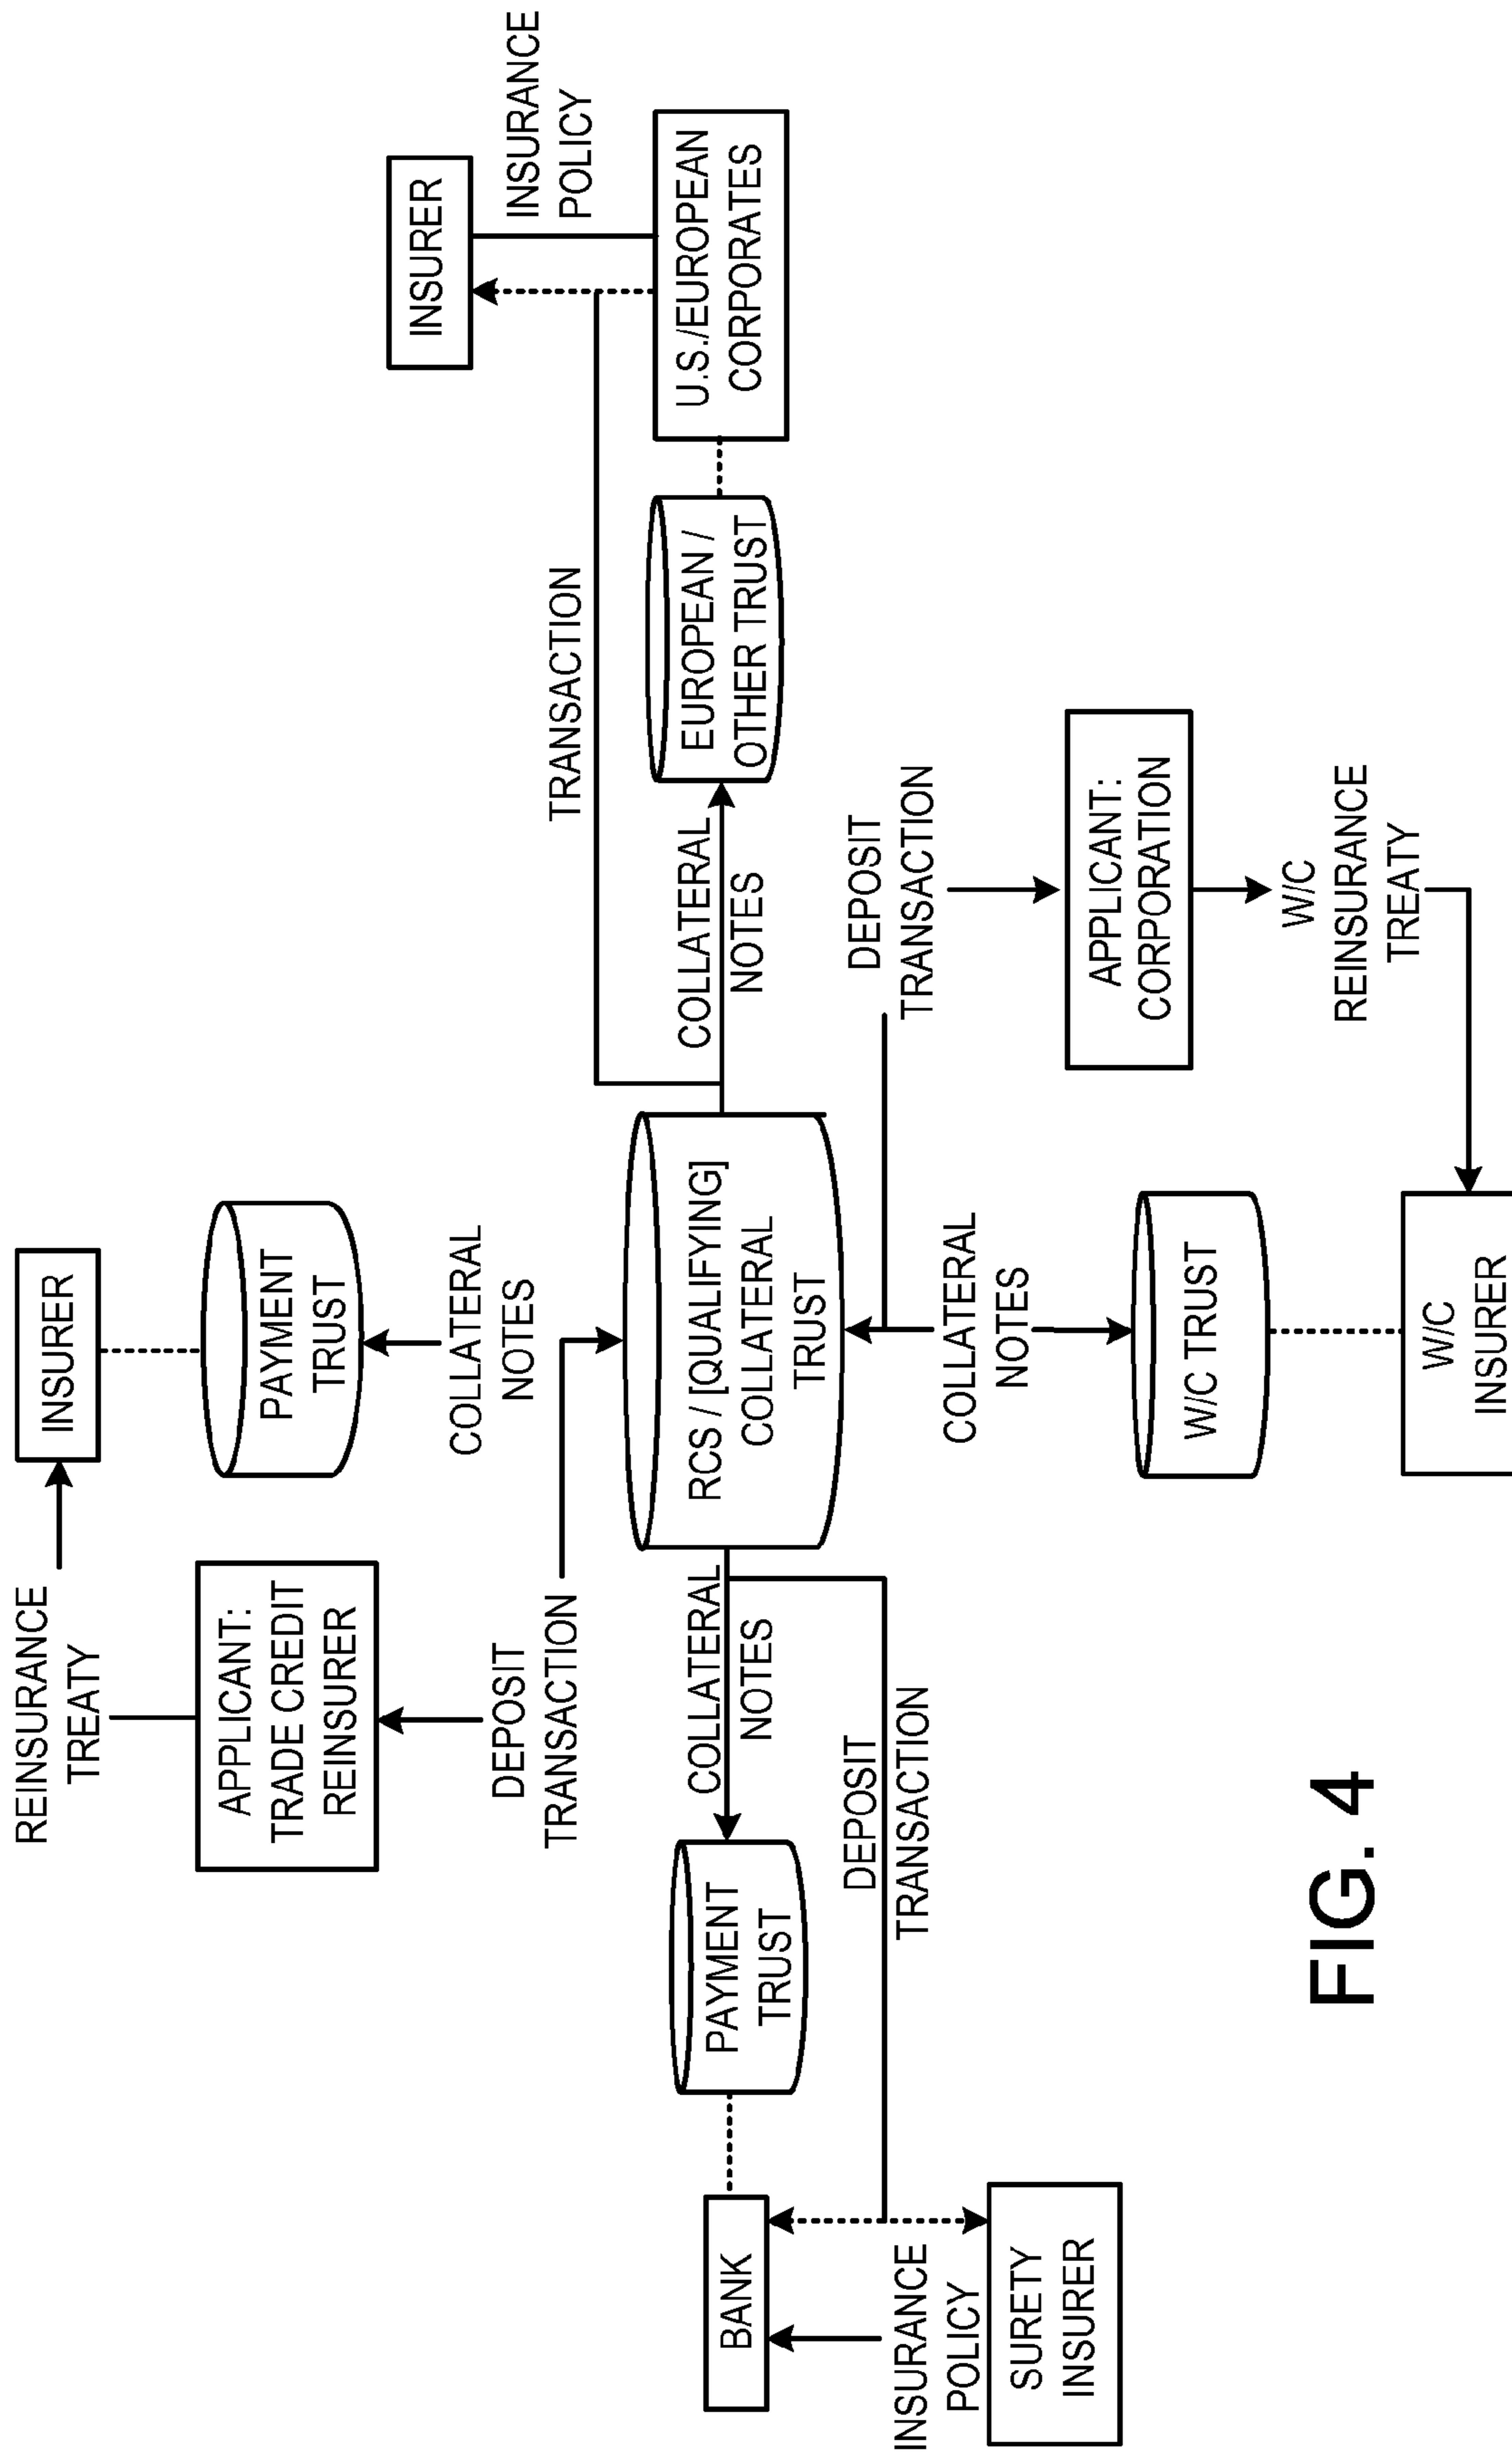 REINSURANCE
TREATY
INSURER
APPLICANT:
TRADE CREDIT
REINSURER
PAYMENT
TRUST
INSURER
INSURANCE
POLICY
DEPOSIT
TRANSACTION
COLLATERAL
NOTES
TRANSACTION
BANK
PAYMENT
TRUST
COLLATERAL
NOTES
RCS / [QUALIFYING]
COLLATERAL
TRUST
COLLATERAL
NOTES
EUROPEAN /
OTHER TRUST
U.S./EUROPEAN
CORPORATES
INSURANCE
POLICY
DEPOSIT
TRANSACTION
DEPOSIT
TRANSACTION
SURETY
INSURER
COLLATERAL
NOTES
APPLICANT:
CORPORATION
W/C TRUST
W/C
REINSURANCE
TREATY
W/C
INSURER
FIG. 4